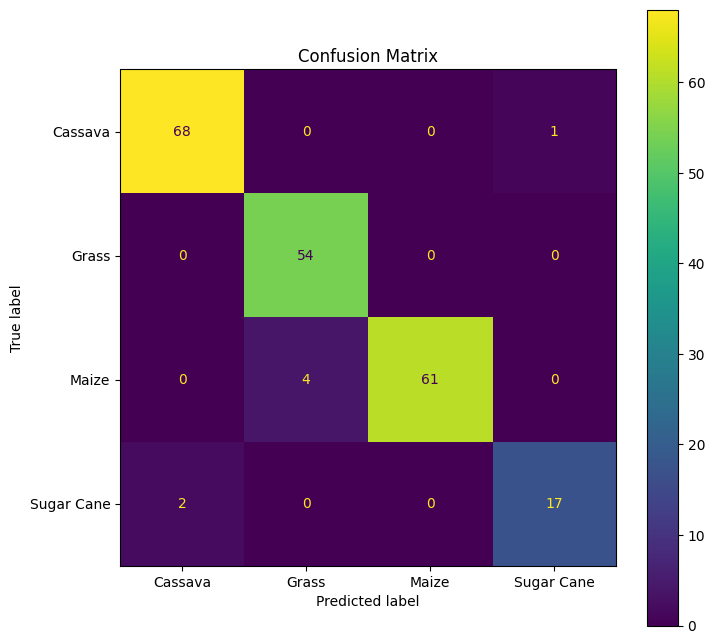 Confusion Matrix
Cassava 68 0 0 1
Grass 0 54 0 0
Maize 0 4 61 0
Sugar Cane 2 0 0 17
Cassava Grass Maize Sugar Cane
Predicted label
True label
60
50
40
30
20
10
0